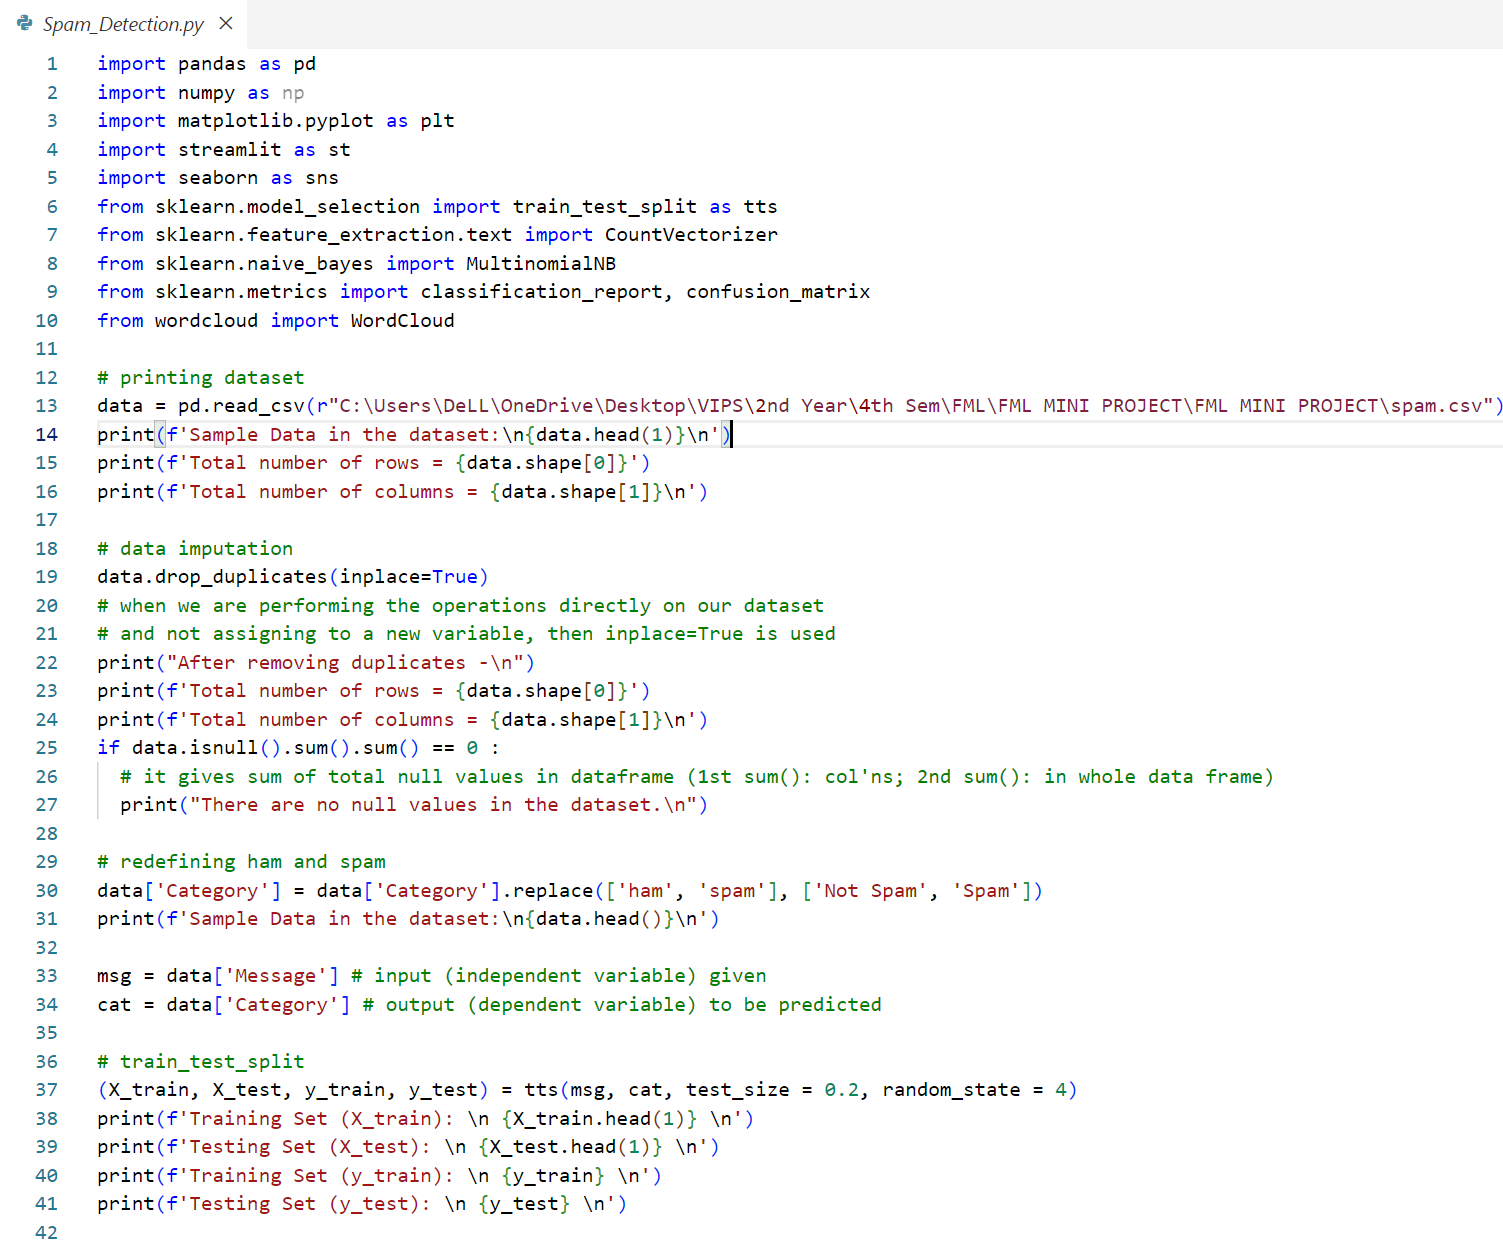 Spam_Detection.py ×
1 import pandas as pd
2 import numpy as np
3 import matplotlib.pyplot as plt
4 import streamlit as st
5 import seaborn as sns
6 from sklearn.model_selection import train_test_split as tts
7 from sklearn.feature_extraction.text import CountVectorizer
8 from sklearn.naive_bayes import MultinomialNB
9 from sklearn.metrics import classification_report, confusion_matrix
10 from wordcloud import WordCloud
11
12 # printing dataset
13 data = pd.read_csv(r"C:\Users\DeLL\OneDrive\Desktop\VIPS\2nd Year\4th Sem\FML\FML MINI PROJECT\FML MINI PROJECT\spam.csv")
14 print(f'Sample Data in the dataset:\n{data.head(1)}\n')
15 print(f'Total number of rows = {data.shape[0]}')
16 print(f'Total number of columns = {data.shape[1]}\n')
17
18 # data imputation
19 data.drop_duplicates(inplace=True)
20 # when we are performing the operations directly on our dataset
21 # and not assigning to a new variable, then inplace=True is used
22 print("After removing duplicates -\n")
23 print(f'Total number of rows = {data.shape[0]}')
24 print(f'Total number of columns = {data.shape[1]}\n')
25 if data.isnull().sum().sum() == 0 :
26   # it gives sum of total null values in dataframe (1st sum(): col'ns; 2nd sum(): in whole data frame)
27   print("There are no null values in the dataset.\n")
28
29 # redefining ham and spam
30 data['Category'] = data['Category'].replace(['ham', 'spam'], ['Not Spam', 'Spam'])
31 print(f'Sample Data in the dataset:\n{data.head()}\n')
32
33 msg = data['Message'] # input (independent variable) given
34 cat = data['Category'] # output (dependent variable) to be predicted
35
36 # train_test_split
37 (X_train, X_test, y_train, y_test) = tts(msg, cat, test_size = 0.2, random_state = 4)
38 print(f'Training Set (X_train): \n {X_train.head(1)} \n')
39 print(f'Testing Set (X_test): \n {X_test.head(1)} \n')
40 print(f'Training Set (y_train): \n {y_train} \n')
41 print(f'Testing Set (y_test): \n {y_test} \n')
42